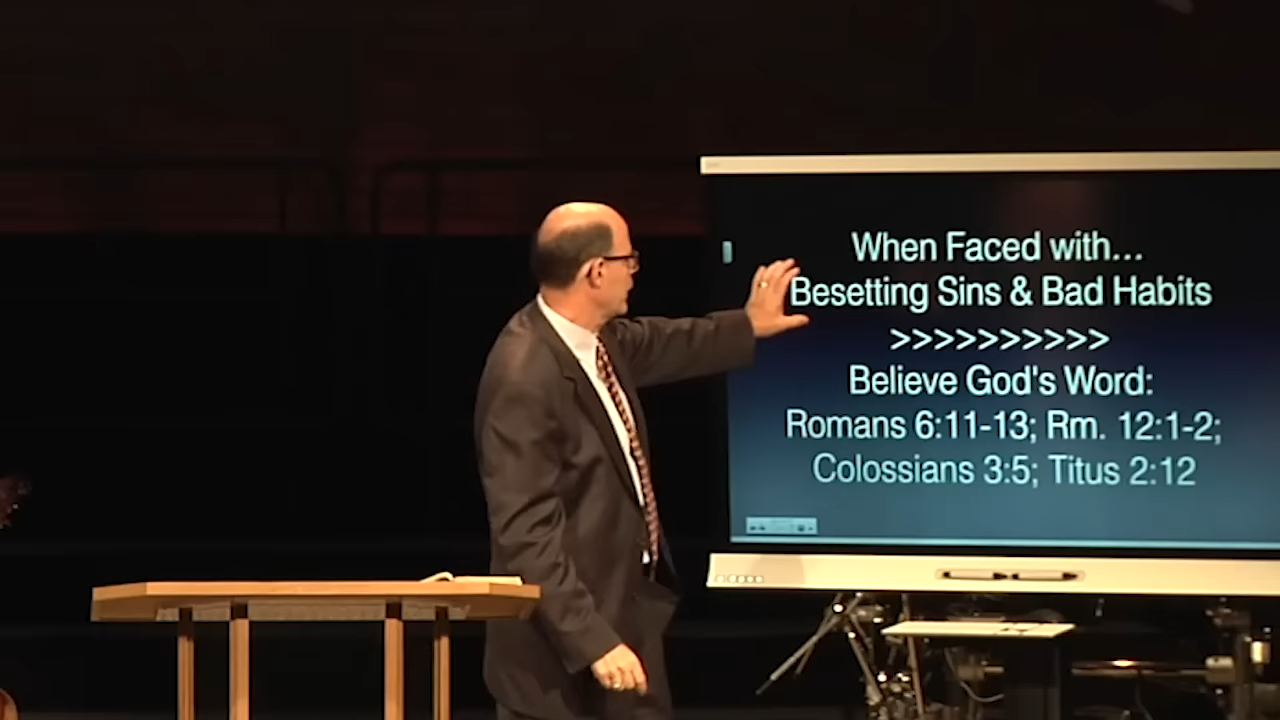 When Faced with...
Besetting Sins & Bad Habits
>>>>>>>>>>
Believe God's Word:
Romans 6:11-13; Rm. 12:1-2;
Colossians 3:5; Titus 2:12